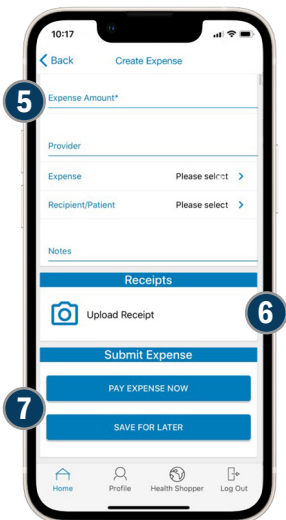 10:17
Back Create Expense
5
Expense Amount*
Provider
Expense Please select
Recipient/Patient Please select
Notes
Receipts
Upload Receipt
6
Submit Expense
PAY EXPENSE NOW
7
SAVE FOR LATER
Home Profile Health Shopper Log Out